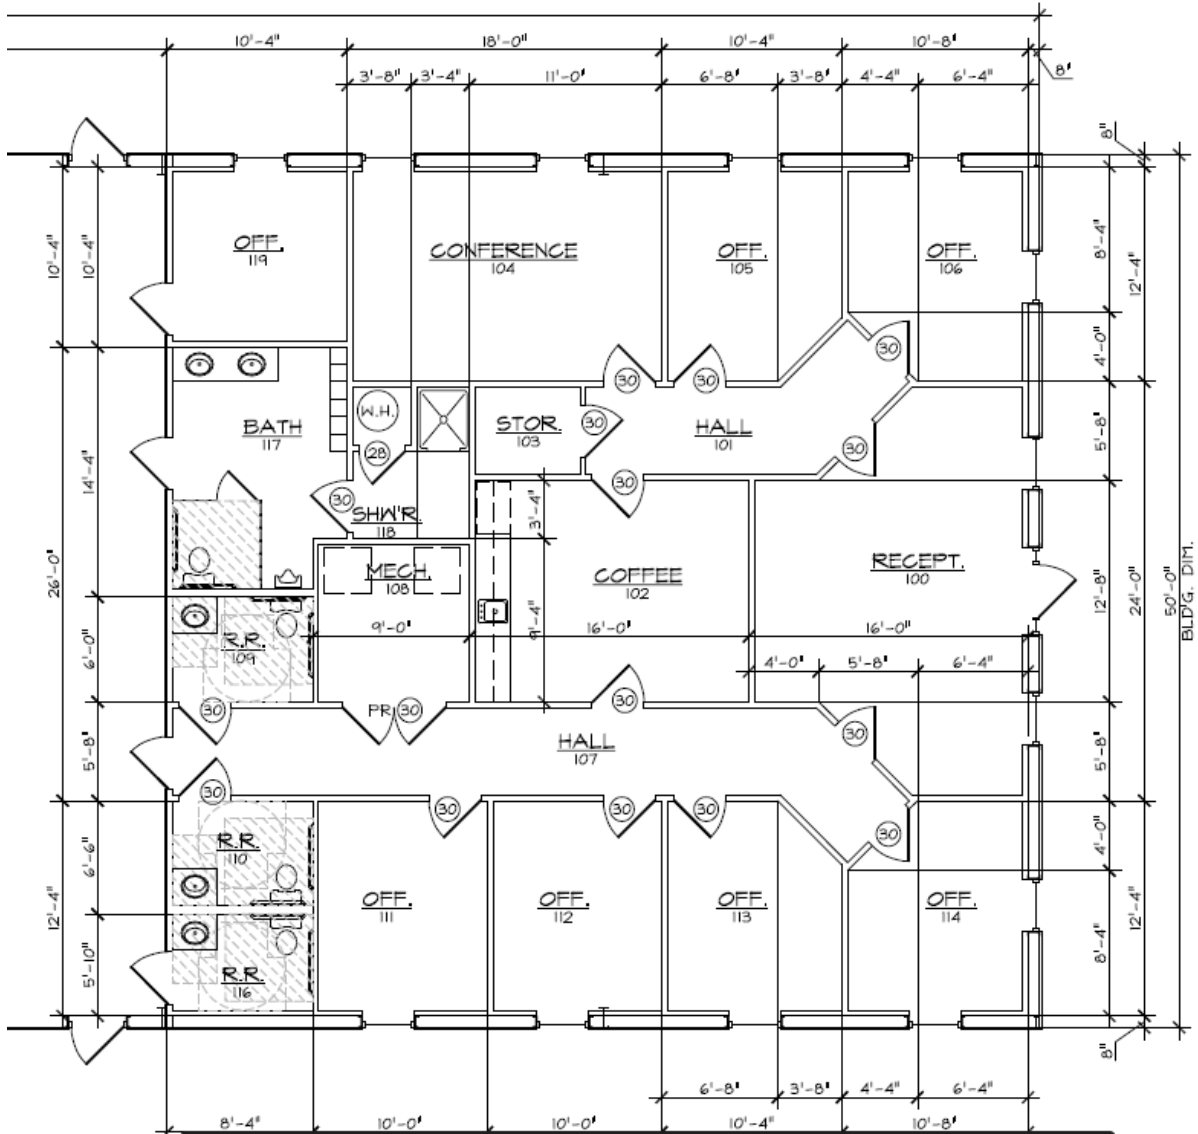 10'-4" 18'-0" 10'-4" 10'-8"
3'-8" 3'-4" 11'-0" 6'-8" 3'-8" 4'-4" 6'-4" 8"
8"
10'-4" 10'-4"
OFF.
119
CONFERENCE
104
OFF.
105
OFF.
106
8'-4"
12'-4"
4'-0"
30
30 30
W.H.
STOR.
103
30
HALL
101
BATH
117
28
30
5'-8"
14'-4"
30
30
SHW'R.
118
3'-4"
MECH.
108
COFFEE
102
RECEPT.
100
26'-0"
12'-8"
24'-0"
50'-0"
BLD'G. DIM.
9'-4"
6'-0"
R.R.
109
9'-0" 16'-0" 16'-0"
4'-0" 5'-8" 6'-4"
30
PR 30
30
30
HALL
107
5'-8"
5'-8"
30
30 30 30
30
4'-0"
6'-6"
R.R.
110
OFF.
111
OFF.
112
OFF.
113
OFF.
114
12'-4"
12'-4"
8'-4"
5'-10"
R.R.
116
8"
6'-8" 3'-8" 4'-4" 6'-4"
8'-4" 10'-0" 10'-0" 10'-4" 10'-8"